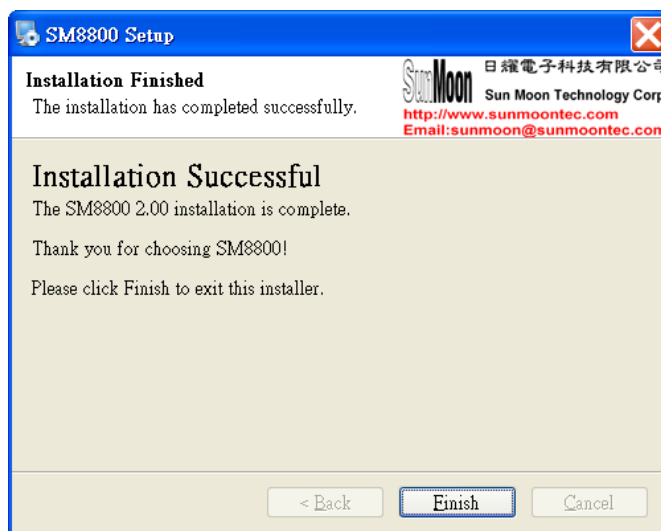 SM8800 Setup
Installation Finished
The installation has completed successfully.
SunMoon
日耀電子科技有限公司
Sun Moon Technology Corp
http://www.sunmoontec.com
Email:sunmoon@sunmoontec.com
Installation Successful
The SM8800 2.00 installation is complete.
Thank you for choosing SM8800!
Please click Finish to exit this installer.
< Back
Finish
Cancel